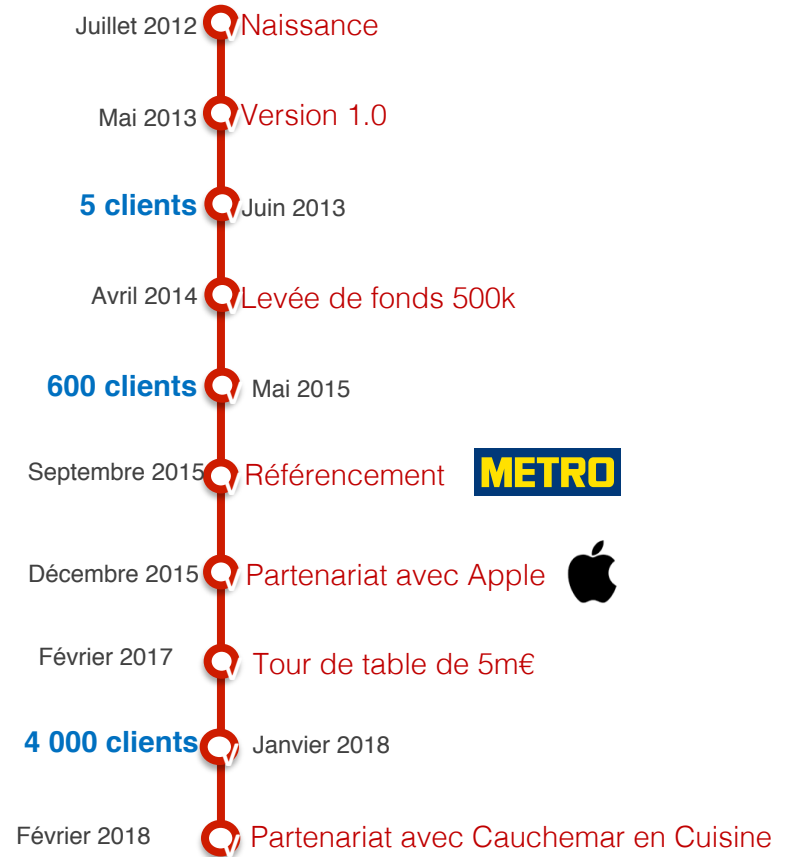 Juillet 2012 Naissance
Mai 2013 Version 1.0
5 clients Juin 2013
Avril 2014 Levée de fonds 500k
600 clients Mai 2015
Septembre 2015 Référencement METRO
Décembre 2015 Partenariat avec Apple
Février 2017 Tour de table de 5m€
4 000 clients Janvier 2018
Février 2018 Partenariat avec Cauchemar en Cuisine